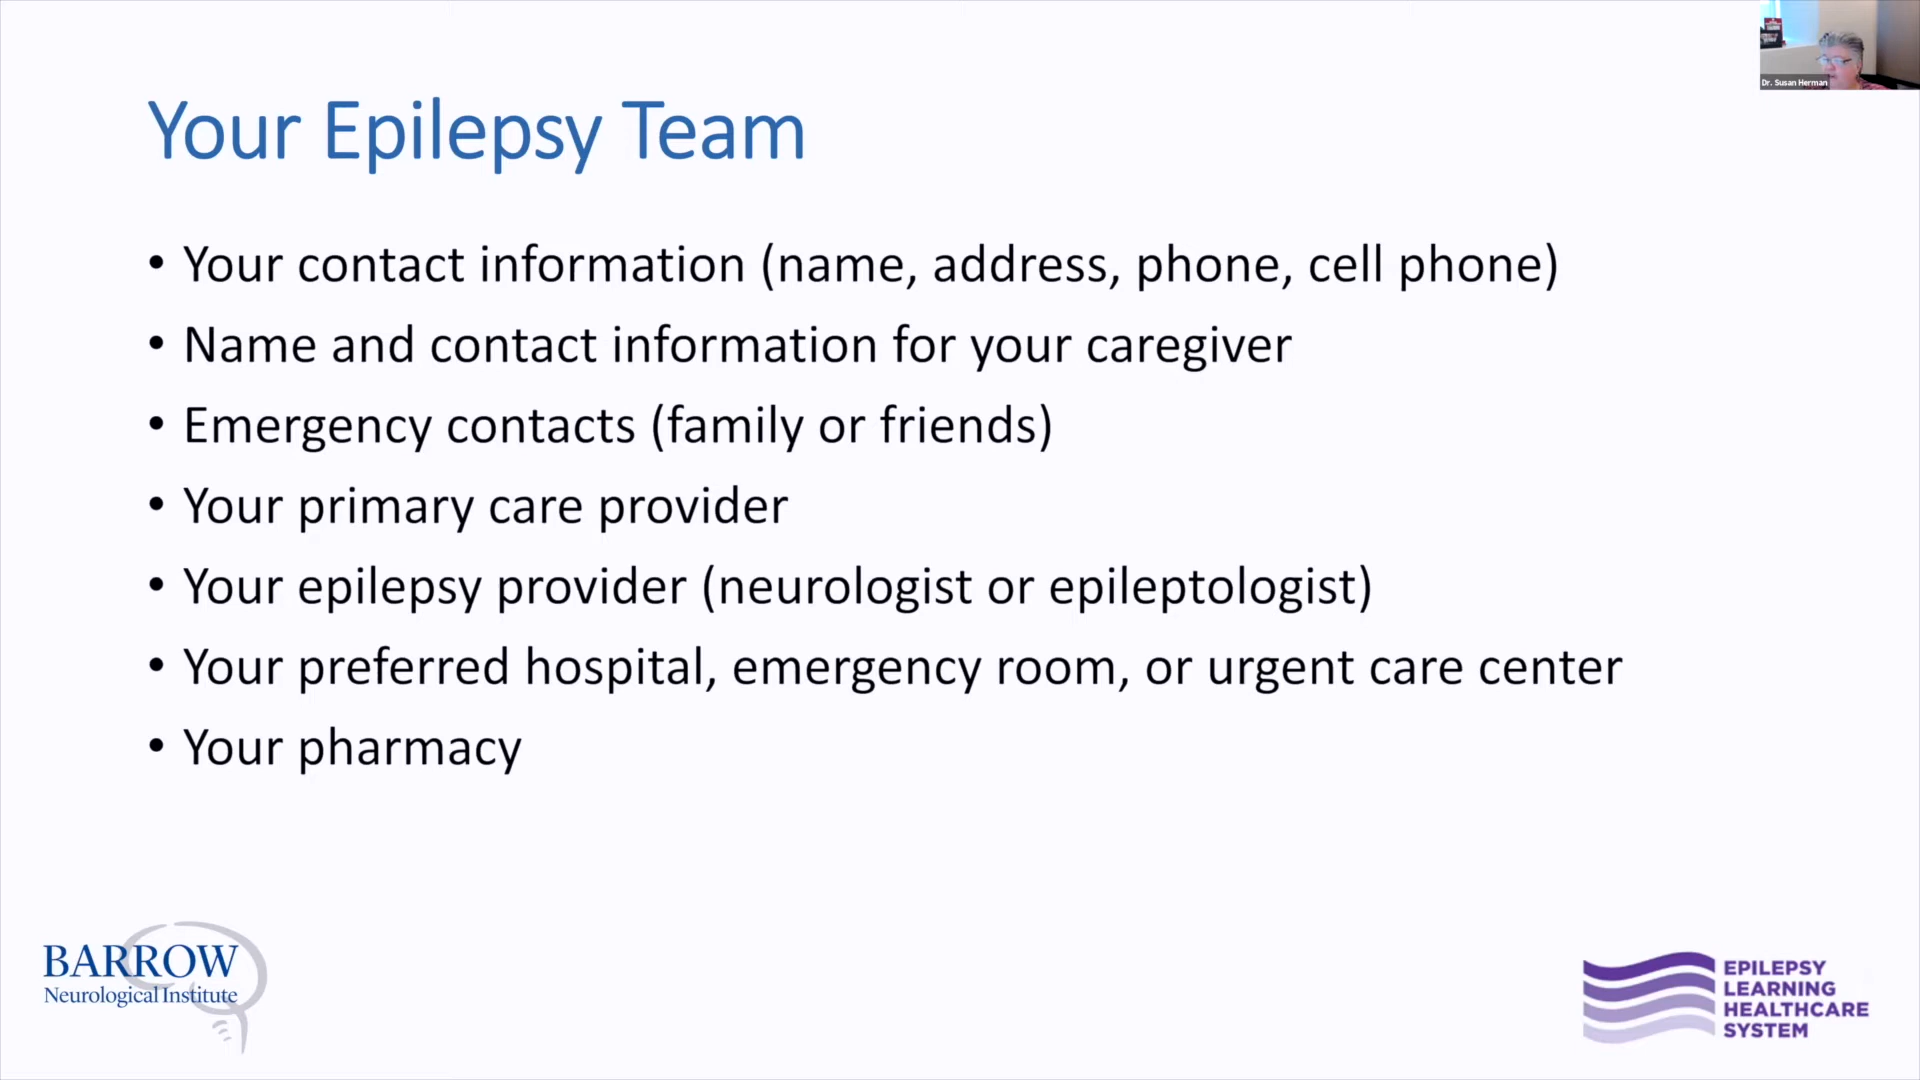 Dr. Susan Herman
Your Epilepsy Team
• Your contact information (name, address, phone, cell phone)
• Name and contact information for your caregiver
• Emergency contacts (family or friends)
• Your primary care provider
• Your epilepsy provider (neurologist or epileptologist)
• Your preferred hospital, emergency room, or urgent care center
• Your pharmacy
BARROW
Neurological Institute
EPILEPSY
LEARNING
HEALTHCARE
SYSTEM